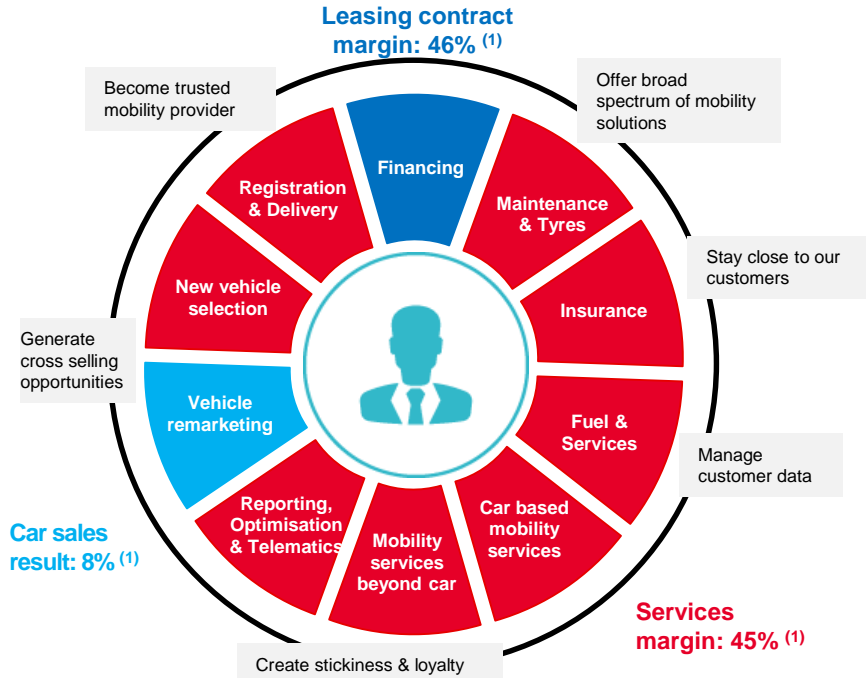 Leasing contract
margin: 46% (1)
Become trusted
mobility provider
Offer broad
spectrum of mobility
solutions
Financing
Registration
& Delivery
Maintenance
& Tyres
New vehicle
selection
Insurance
Stay close to our
customers
Generate
cross selling
opportunities
Vehicle
remarketing
Fuel &
Services
Manage
customer data
Reporting,
Optimisation
& Telematics
Mobility
services
beyond car
Car based
mobility
services
Car sales
result: 8% (1)
Services
margin: 45% (1)
Create stickiness & loyalty